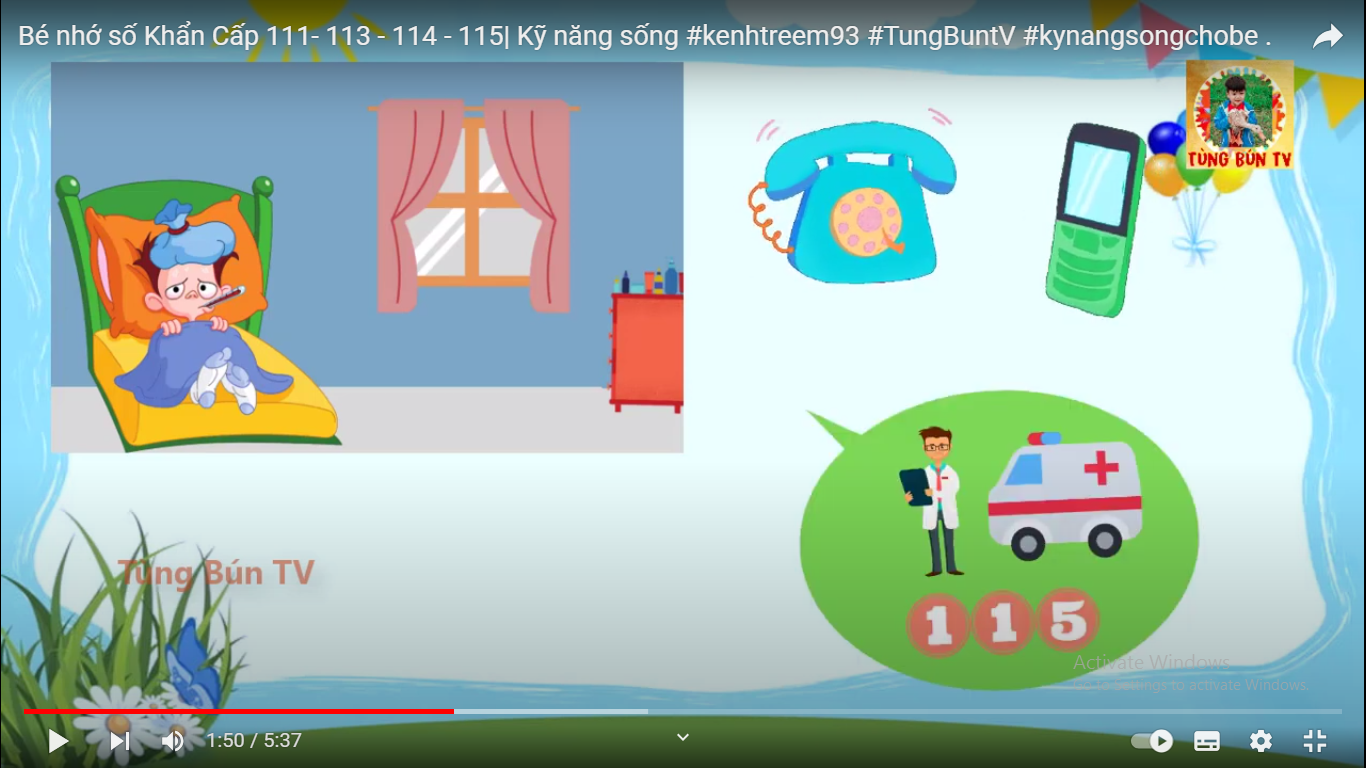 Bé nhớ số Khẩn Cấp 111- 113 - 114 - 115| Kỹ năng sống #kenhtreem93 #TungBuntV #kynangsongchobe .
TÙNG BÚN TV
Tùng Bún TV
115
Activate Windows
Go to Settings to activate Windows.
1:50 / 5:37